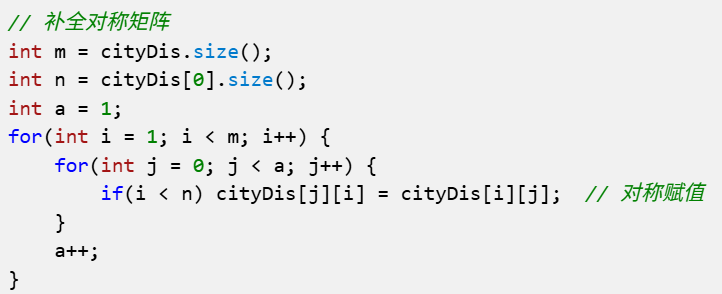 // 补全对称矩阵
int m = cityDis.size();
int n = cityDis[0].size();
int a = 1;
for(int i = 1; i < m; i++) {
    for(int j = 0; j < a; j++) {
        if(i < n) cityDis[j][i] = cityDis[i][j];  // 对称赋值
    }
    a++;
}